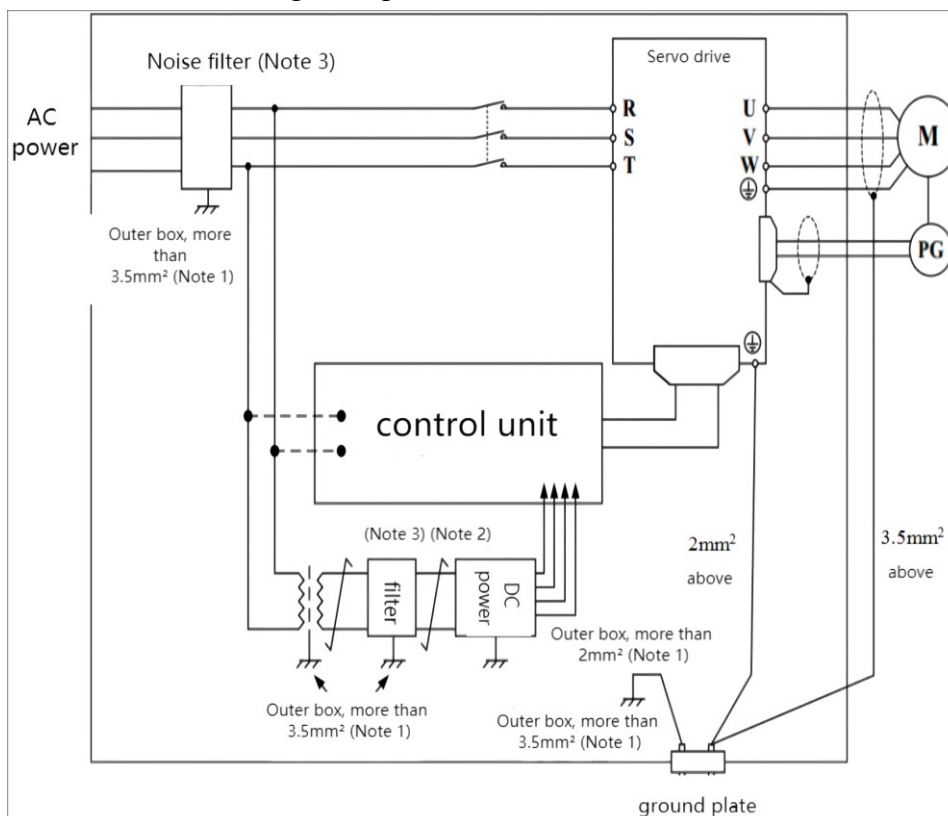 Servo drive
Noise filter (Note 3)
AC
power
R
S
T
U
V
W
M
PG
Outer box, more
than
3.5mm² (Note 1)
control unit
(Note 3) (Note 2)
filter
DC
power
2mm²
above
3.5mm²
above
Outer box, more than
2mm² (Note 1)
Outer box, more than
3.5mm² (Note 1)
Outer box, more than
3.5mm² (Note 1)
ground plate